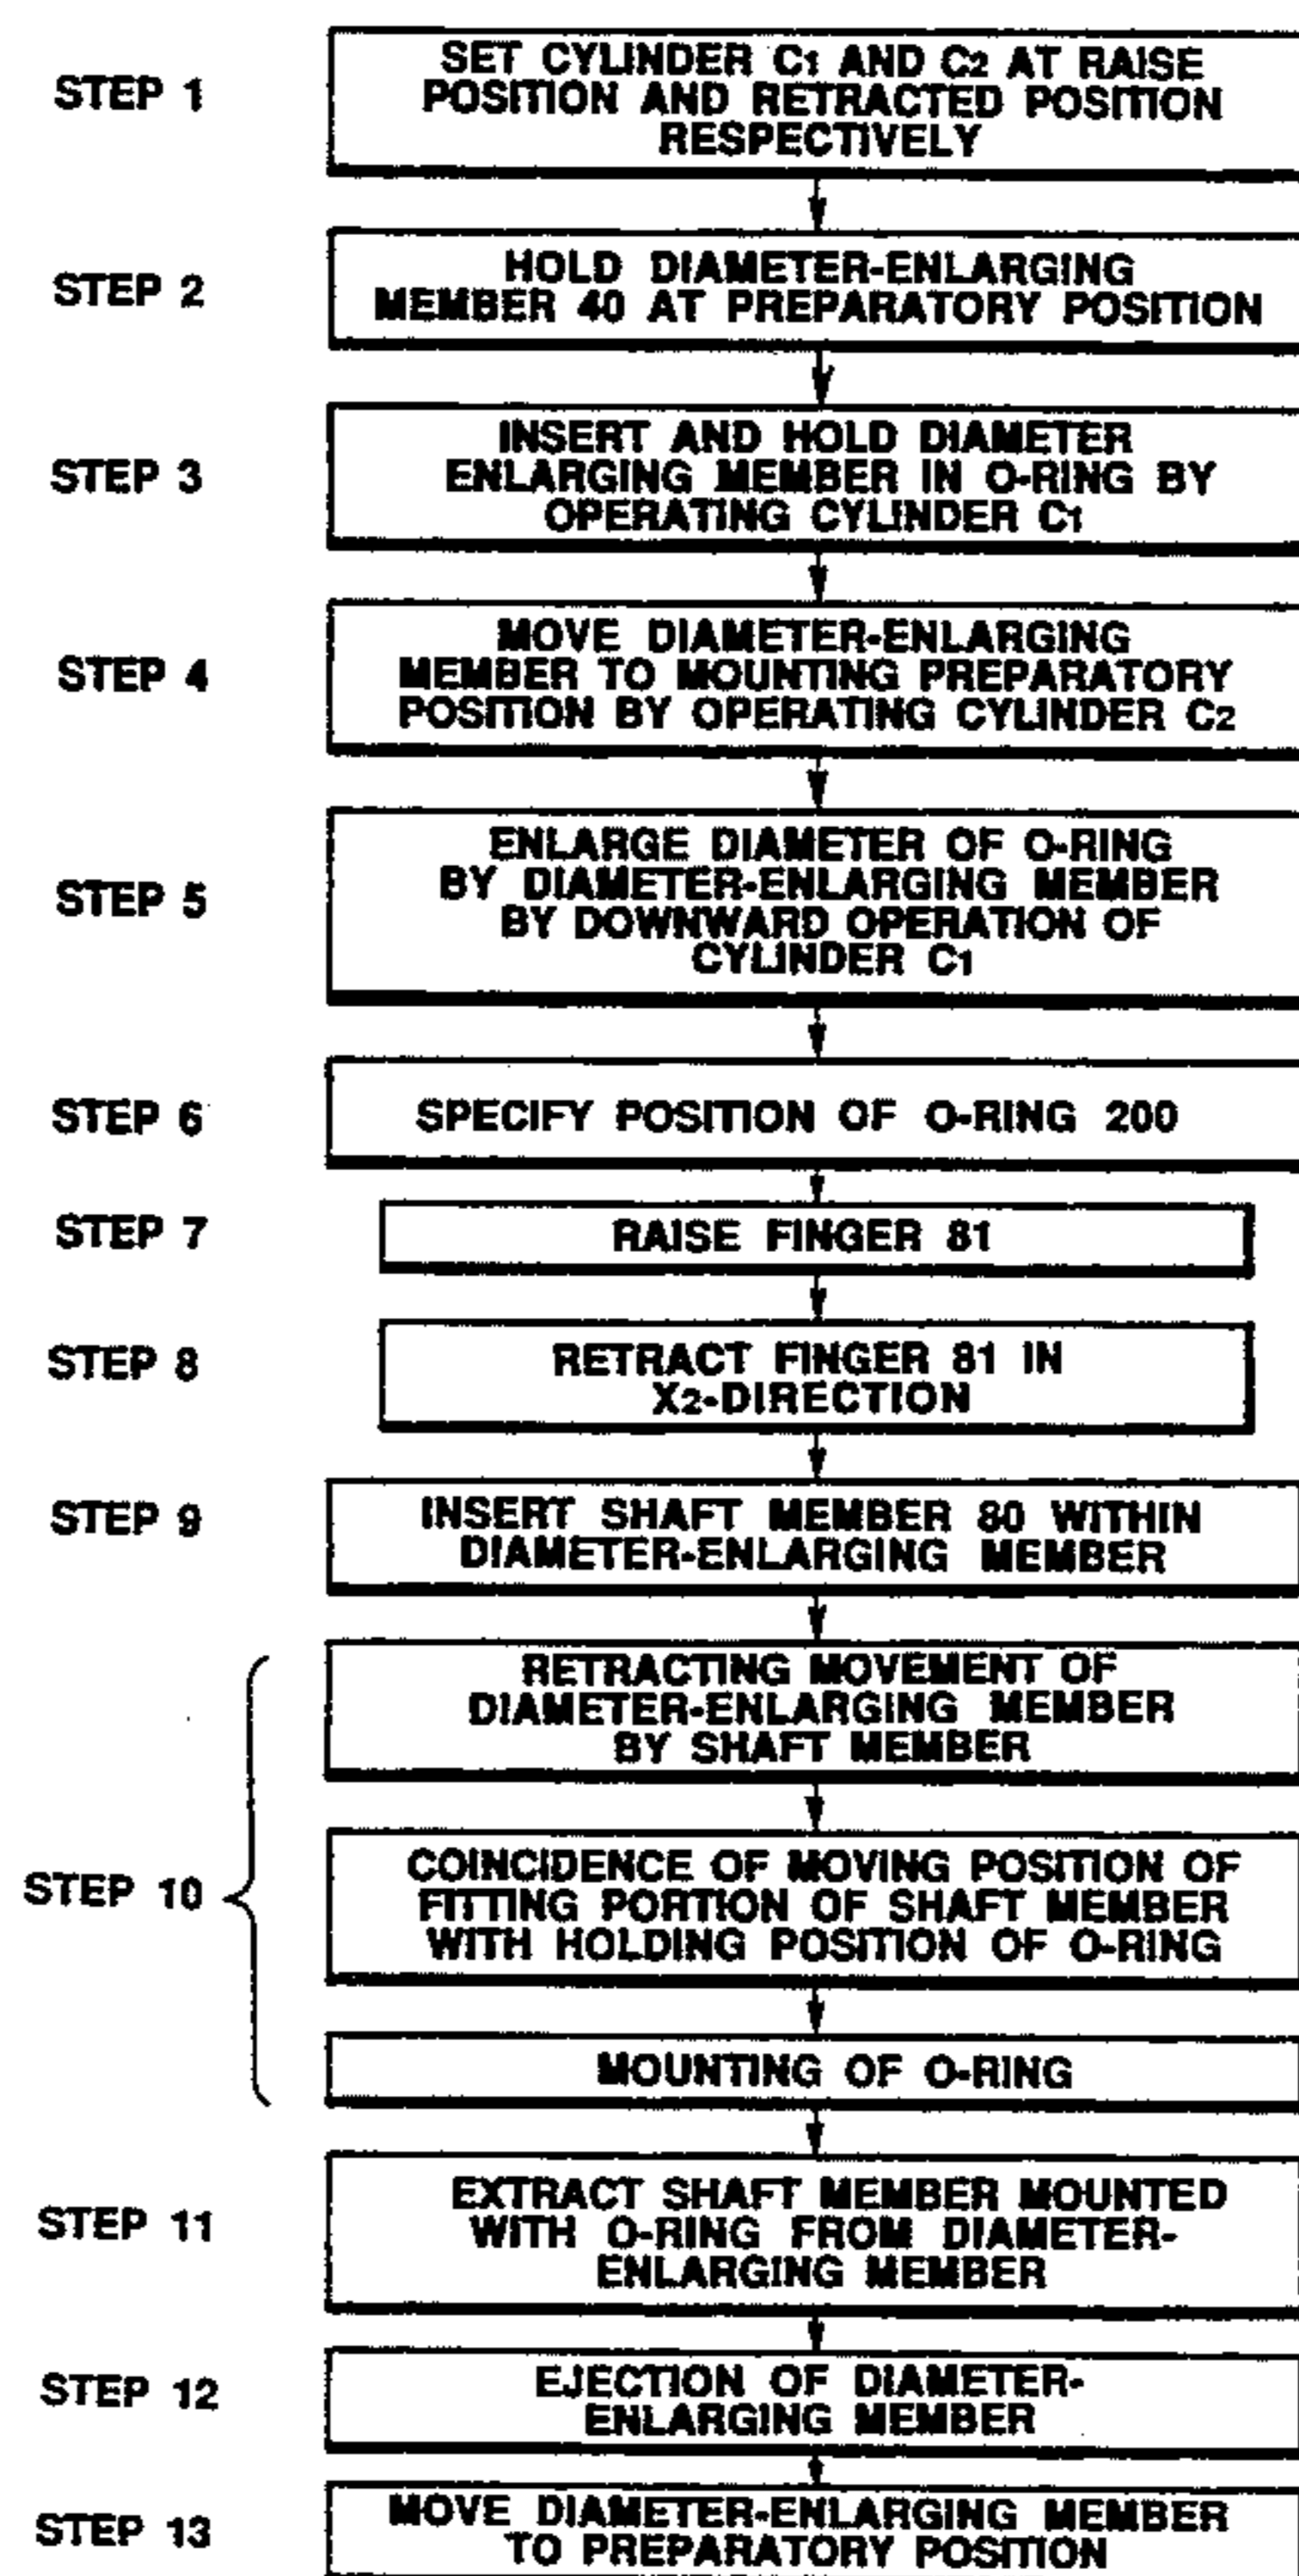 STEP 1
SET CYLINDER C1 AND C2 AT RAISE
POSITION AND RETRACTED POSITION
RESPECTIVELY
STEP 2
HOLD DIAMETER-ENLARGING
MEMBER 40 AT PREPARATORY POSITION
STEP 3
INSERT AND HOLD DIAMETER
ENLARGING MEMBER IN O-RING BY
OPERATING CYLINDER C1
STEP 4
MOVE DIAMETER-ENLARGING
MEMBER TO MOUNTING PREPARATORY
POSITION BY OPERATING CYLINDER C2
STEP 5
ENLARGE DIAMETER OF O-RING
BY DIAMETER-ENLARGING MEMBER
BY DOWNWARD OPERATION OF
CYLINDER C1
STEP 6
SPECIFY POSITION OF O-RING 200
STEP 7
RAISE FINGER 81
STEP 8
RETRACT FINGER 81 IN
X2-DIRECTION
STEP 9
INSERT SHAFT MEMBER 80 WITHIN
DIAMETER-ENLARGING MEMBER
STEP 10
RETRACTING MOVEMENT OF
DIAMETER-ENLARGING MEMBER
BY SHAFT MEMBER
COINCIDENCE OF MOVING POSITION OF
FITTING PORTION OF SHAFT MEMBER
WITH HOLDING POSITION OF O-RING
MOUNTING OF O-RING
STEP 11
EXTRACT SHAFT MEMBER MOUNTED
WITH O-RING FROM DIAMETER-
ENLARGING MEMBER
STEP 12
EJECTION OF DIAMETER-
ENLARGING MEMBER
STEP 13
MOVE DIAMETER-ENLARGING MEMBER
TO PREPARATORY POSITION